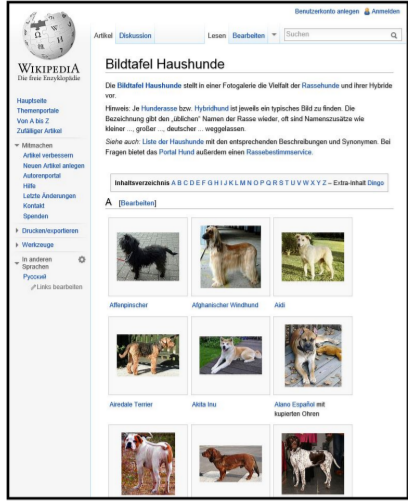 Benutzerkonto anlegen Anmelden
Artikel Diskussion Lesen Bearbeiten Suchen
WIKIPEDIA
Die freie Enzyklopädie
Hauptseite
Themenportale
Von A bis Z
Zufälliger Artikel
Mitmachen
Artikel verbessern
Neuen Artikel anlegen
Autorenportal
Hilfe
Letzte Änderungen
Kontakt
Spenden
Drucken/exportieren
Werkzeuge
In anderen
Sprachen
Русский
Links bearbeiten
Bildtafel Haushunde
Die Bildtafel Haushunde stellt in einer Fotogalerie die Vielfalt der Rassehunde und ihrer Hybride
vor.
Hinweis: Je Hunderasse bzw. Hybridhund ist jeweils ein typisches Bild zu finden. Die
Bezeichnung gibt den „üblichen“ Namen der Rasse wieder, oft sind Namenszusätze wie
kleiner ..., großer ..., deutscher ... weggelassen.
Siehe auch: Liste der Haushunde mit den entsprechenden Beschreibungen und Synonymen. Bei
Fragen bietet das Portal Hund außerdem einen Rassebestimmservice.
Inhaltsverzeichnis A B C D E F G H I J K L M N O P Q R S T U V W X Y Z – Extra-Inhalt Dingo
A [Bearbeiten]
Affenpinscher Afghanischer Windhund Aidi
Airedale Terrier Akita Inu Alano Español mit
kupierten Ohren